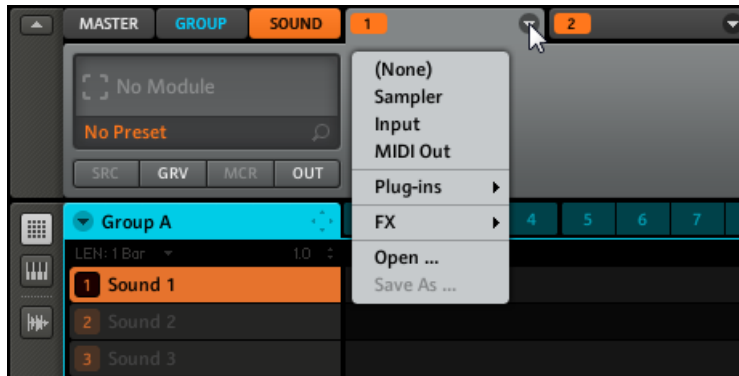 MASTER GROUP SOUND 1 2
No Module
No Preset
SRC GRV MCR OUT
(None)
Sampler
Input
MIDI Out
Plug-ins
FX
Open ...
Save As ...
Group A 4 5 6 7
LEN: 1 Bar 1.0
1 Sound 1
2 Sound 2
3 Sound 3